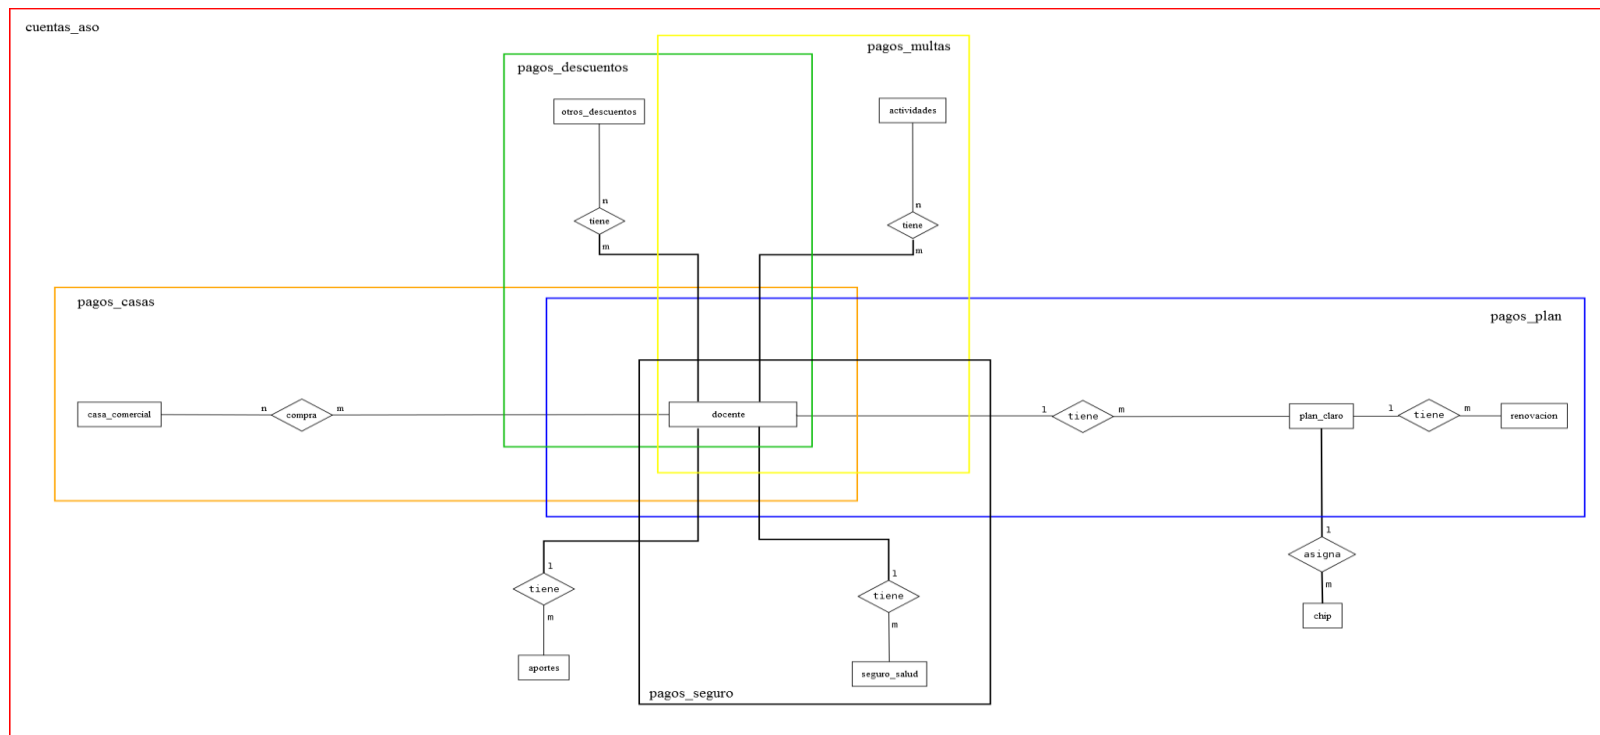 cuentas_aso
pagos_multas
pagos_descuentos
otros_descuentos
actividades
n
n
tiene
tiene
m
m
pagos_casas
pagos_plan
casa_comercial
n
compra
m
docente
1
tiene
m
plan_claro
1
tiene
m
renovacion
1
asigna
m
chip
1
tiene
m
aportes
1
tiene
m
seguro_salud
pagos_seguro